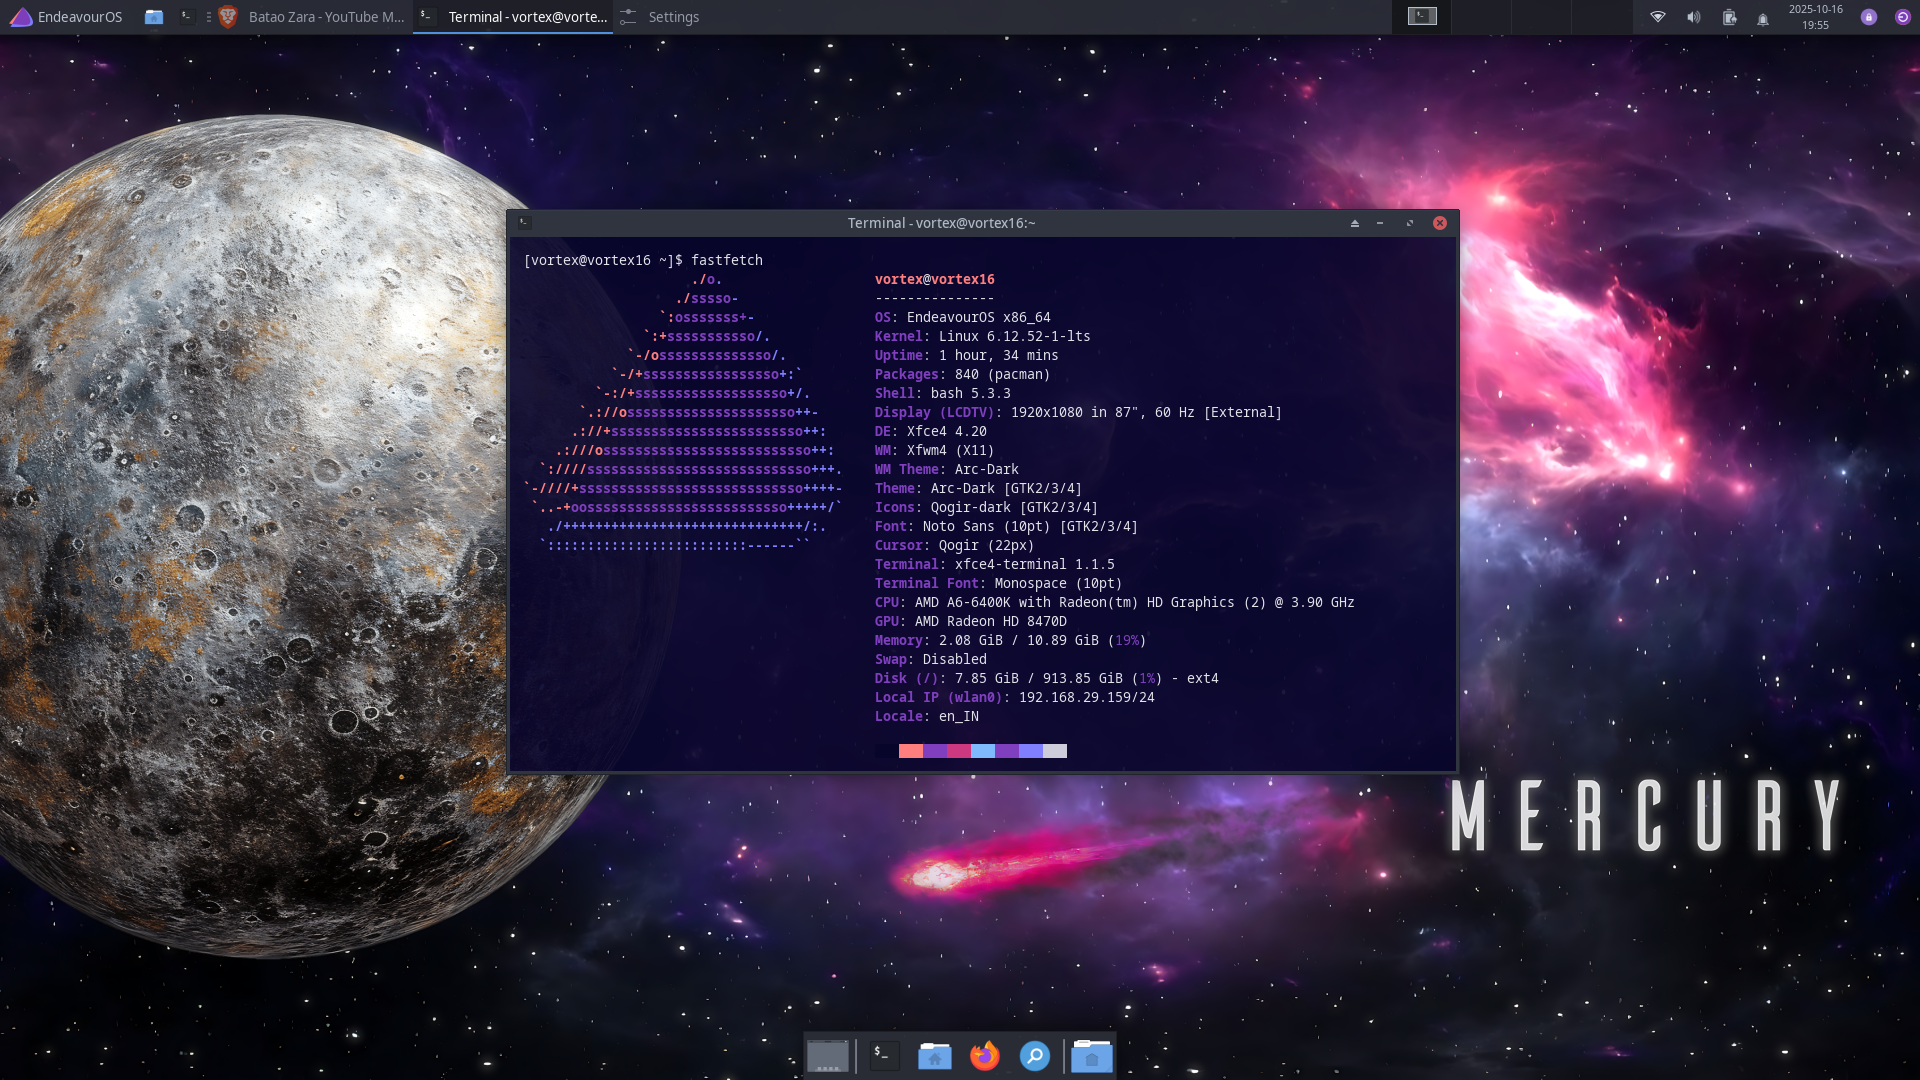 EndeavourOS
Batao Zara - YouTube M...
Terminal - vortex@vorte...
Settings
2025-10-16
19:55
Terminal - vortex@vortex16:~
[vortex@vortex16 ~]$ fastfetch
./o.
./sssso-
`:osssssss+-
`:+sssssssssso/.
`-/ossssssssssssso/.
`-/+sssssssssssssssso+:`
`-:/+sssssssssssssssssso+/.
`.://osssssssssssssssssssso++-
.://+ssssssssssssssssssssssso++:
.:///ossssssssssssssssssssssssso++:
`:////ssssssssssssssssssssssssssso+++.
`-////+ssssssssssssssssssssssssssso++++-
`..-+oosssssssssssssssssssssssso+++++/`
./++++++++++++++++++++++++++++++/:.
`:::::::::::::::::::::::::------``
vortex@vortex16
---------------
OS: EndeavourOS x86_64
Kernel: Linux 6.12.52-1-lts
Uptime: 1 hour, 34 mins
Packages: 840 (pacman)
Shell: bash 5.3.3
Display (LCDTV): 1920x1080 in 87", 60 Hz [External]
DE: Xfce4 4.20
WM: Xfwm4 (X11)
WM Theme: Arc-Dark
Theme: Arc-Dark [GTK2/3/4]
Icons: Qogir-dark [GTK2/3/4]
Font: Noto Sans (10pt) [GTK2/3/4]
Cursor: Qogir (22px)
Terminal: xfce4-terminal 1.1.5
Terminal Font: Monospace (10pt)
CPU: AMD A6-6400K with Radeon(tm) HD Graphics (2) @ 3.90 GHz
GPU: AMD Radeon HD 8470D
Memory: 2.08 GiB / 10.89 GiB (19%)
Swap: Disabled
Disk (/): 7.85 GiB / 913.85 GiB (1%) - ext4
Local IP (wlan0): 192.168.29.159/24
Locale: en_IN
MERCURY